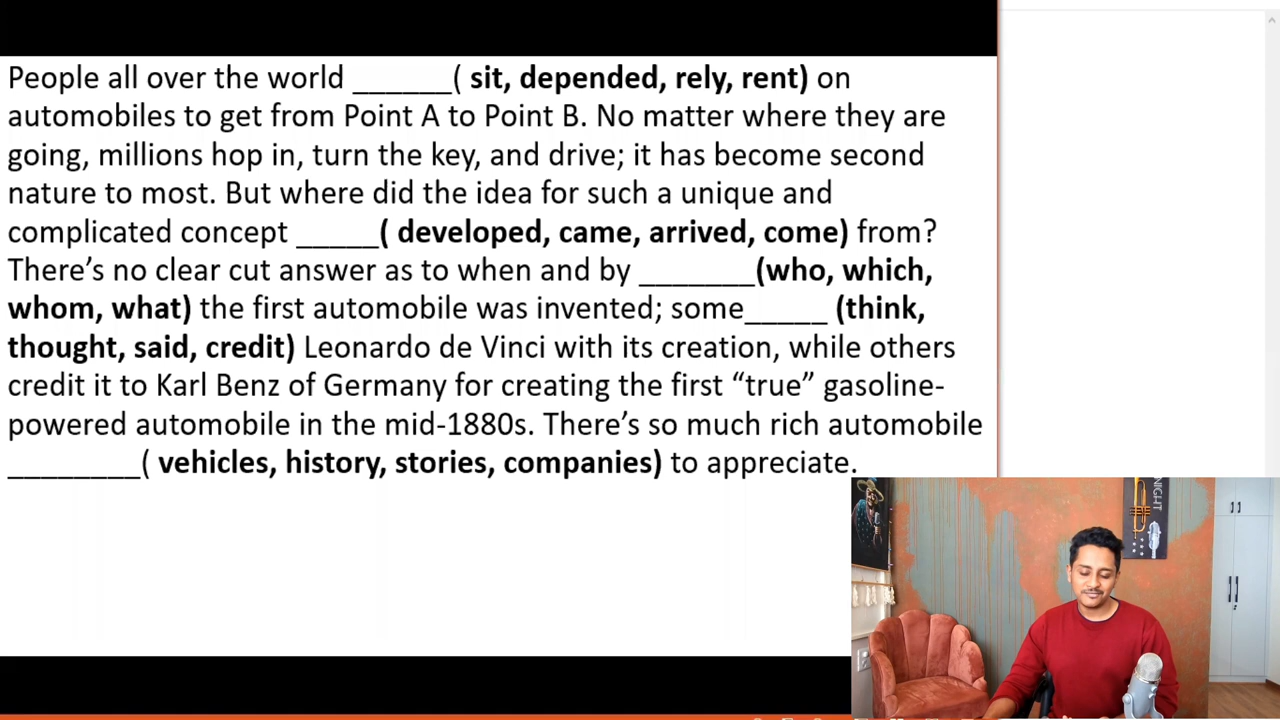 People all over the world ______( sit, depended, rely, rent) on
automobiles to get from Point A to Point B. No matter where they are
going, millions hop in, turn the key, and drive; it has become second
nature to most. But where did the idea for such a unique and
complicated concept _____( developed, came, arrived, come) from?
There’s no clear cut answer as to when and by _______(who, which,
whom, what) the first automobile was invented; some_____ (think,
thought, said, credit) Leonardo de Vinci with its creation, while others
credit it to Karl Benz of Germany for creating the first “true” gasoline-
powered automobile in the mid-1880s. There’s so much rich automobile
________( vehicles, history, stories, companies) to appreciate.
NIGHT